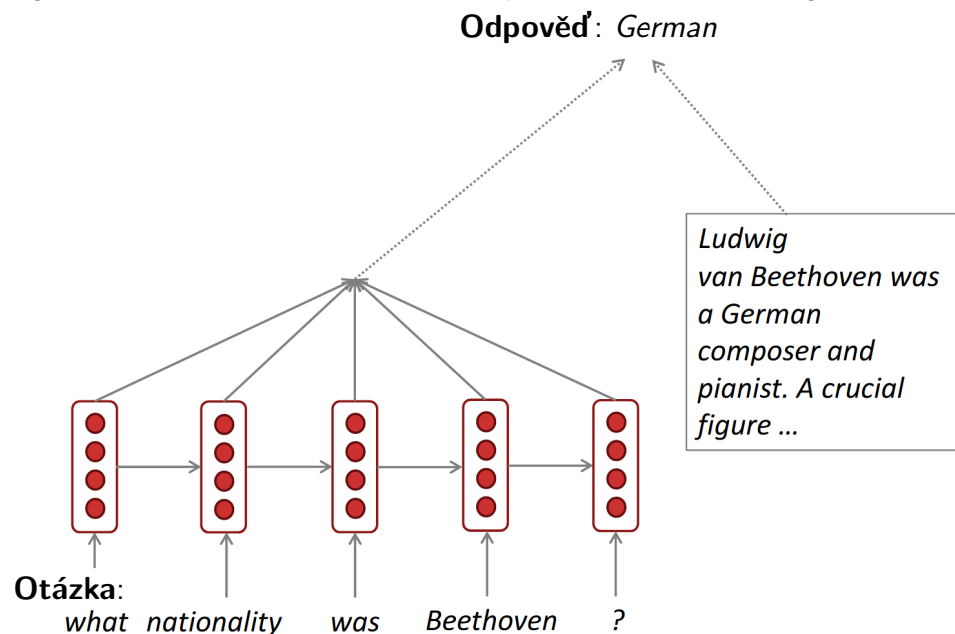 Odpověď: German
Ludwig
van Beethoven was
a German
composer and
pianist. A crucial
figure ...
Otázka:
what nationality was Beethoven ?